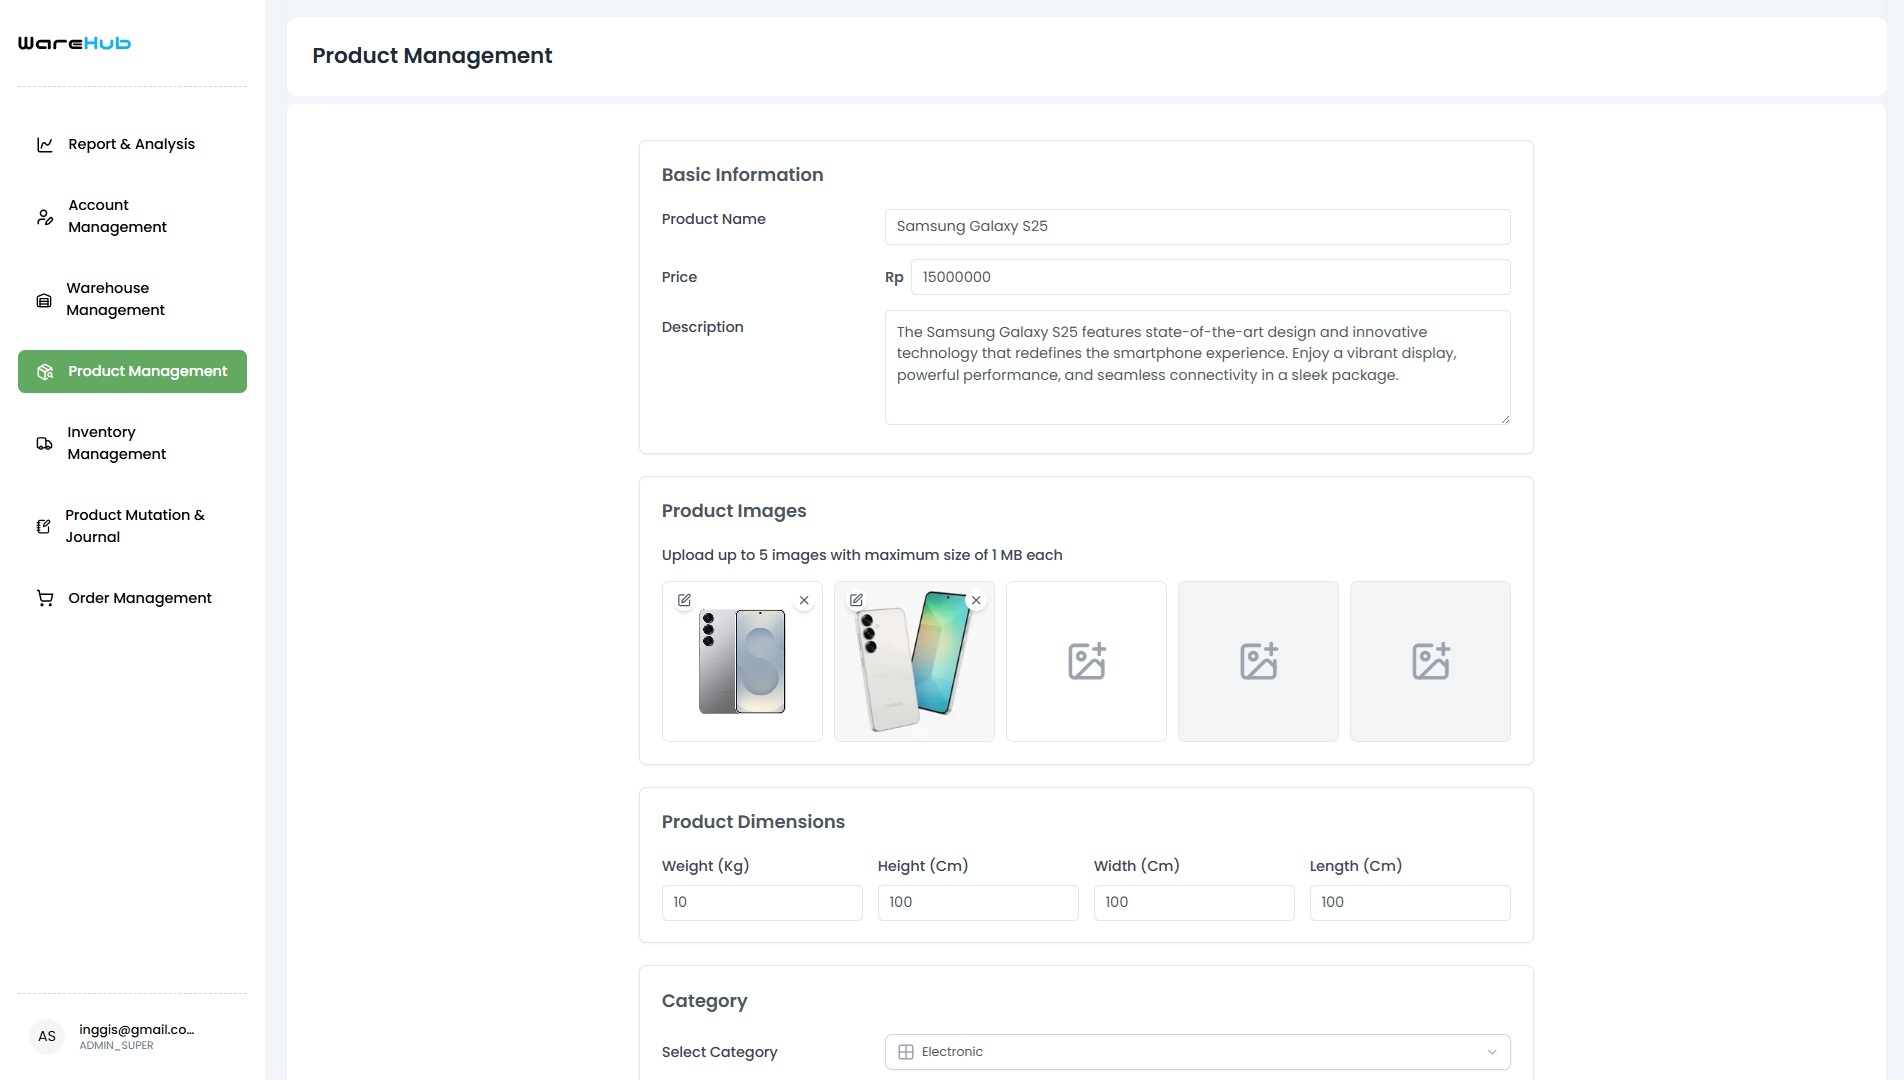 WareHub
Product Management
Report & Analysis
Account
Management
Warehouse
Management
Product Management
Inventory
Management
Product Mutation &
Journal
Order Management
AS
inggis@gmail.co...
ADMIN_SUPER
Basic Information
Product Name
Samsung Galaxy S25
Price
Rp
15000000
Description
The Samsung Galaxy S25 features state-of-the-art design and innovative
technology that redefines the smartphone experience. Enjoy a vibrant display,
powerful performance, and seamless connectivity in a sleek package.
Product Images
Upload up to 5 images with maximum size of 1 MB each
Product Dimensions
Weight (Kg)
Height (Cm)
Width (Cm)
Length (Cm)
10
100
100
100
Category
Select Category
Electronic